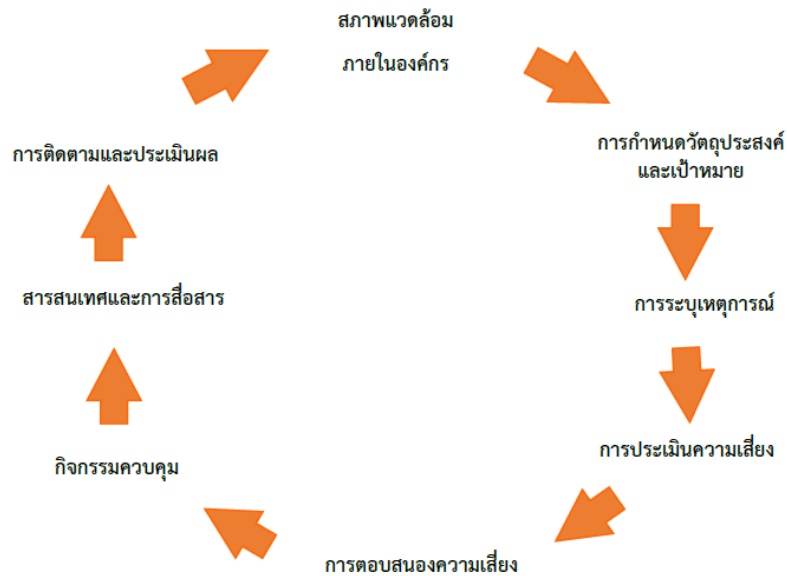 สภาพแวดล้อม
ภายในองค์กร
การกำหนดวัตถุประสงค์
และเป้าหมาย
การระบุเหตุการณ์
การประเมินความเสี่ยง
การตอบสนองความเสี่ยง
กิจกรรมควบคุม
สารสนเทศและการสื่อสาร
การติดตามและประเมินผล